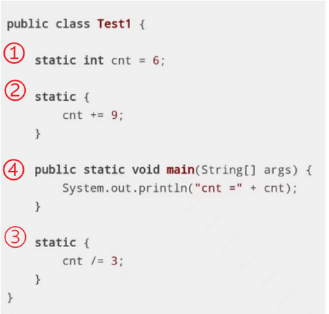 public class Test1 {
① static int cnt = 6;
② static {
cnt += 9;
}
④ public static void main(String[] args) {
System.out.println("cnt =" + cnt);
}
③ static {
cnt /= 3;
}
}